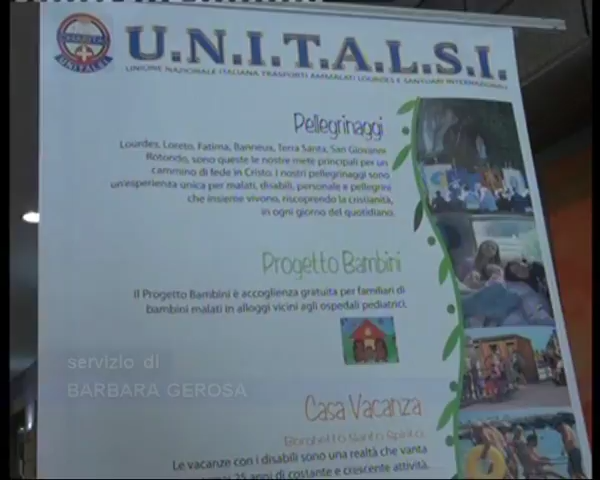 CHARITAS
UNITALSI
U.N.I.T.A.L.S.I.
UNIONE NAZIONALE ITALIANA TRASPORTO AMMALATI LOURDES E SANTUARI INTERNAZIONALI
Pellegrinaggi
Lourdes, Loreto, Fatima, Banneux, Terra Santa, San Giovanni
Rotondo, sono queste le nostre mete principali per un
cammino di fede in Cristo. I nostri pellegrinaggi sono
un'esperienza unica per malati, disabili, personale e pellegrini
che insieme vivono, riscoprendo la cristianità,
in ogni giorno del quotidiano.
Progetto Bambini
Il Progetto Bambini è accoglienza gratuita per familiari di
bambini malati in alloggi vicini agli ospedali pediatrici.
servizio di
BARBARA GEROSA
Casa Vacanza
Borghetto Santo Spirito
Le vacanze con i disabili sono una realtà che vanta
25 anni di costante e crescente attività.